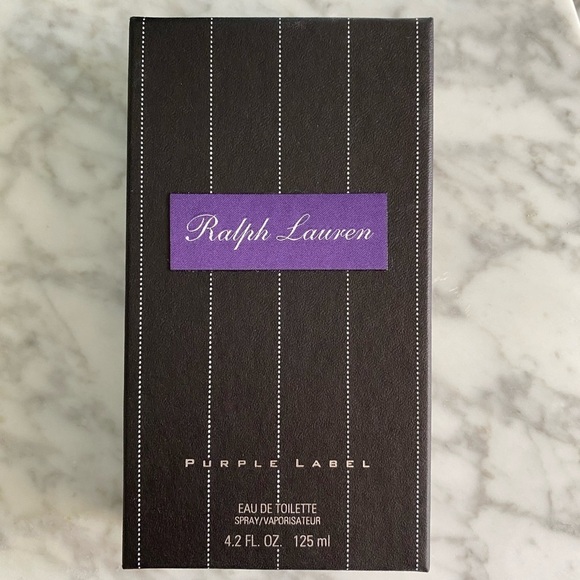 Ralph Lauren
PURPLE LABEL
EAU DE TOILETTE
SPRAY/VAPORISATEUR
4.2 FL. OZ. 125 ml